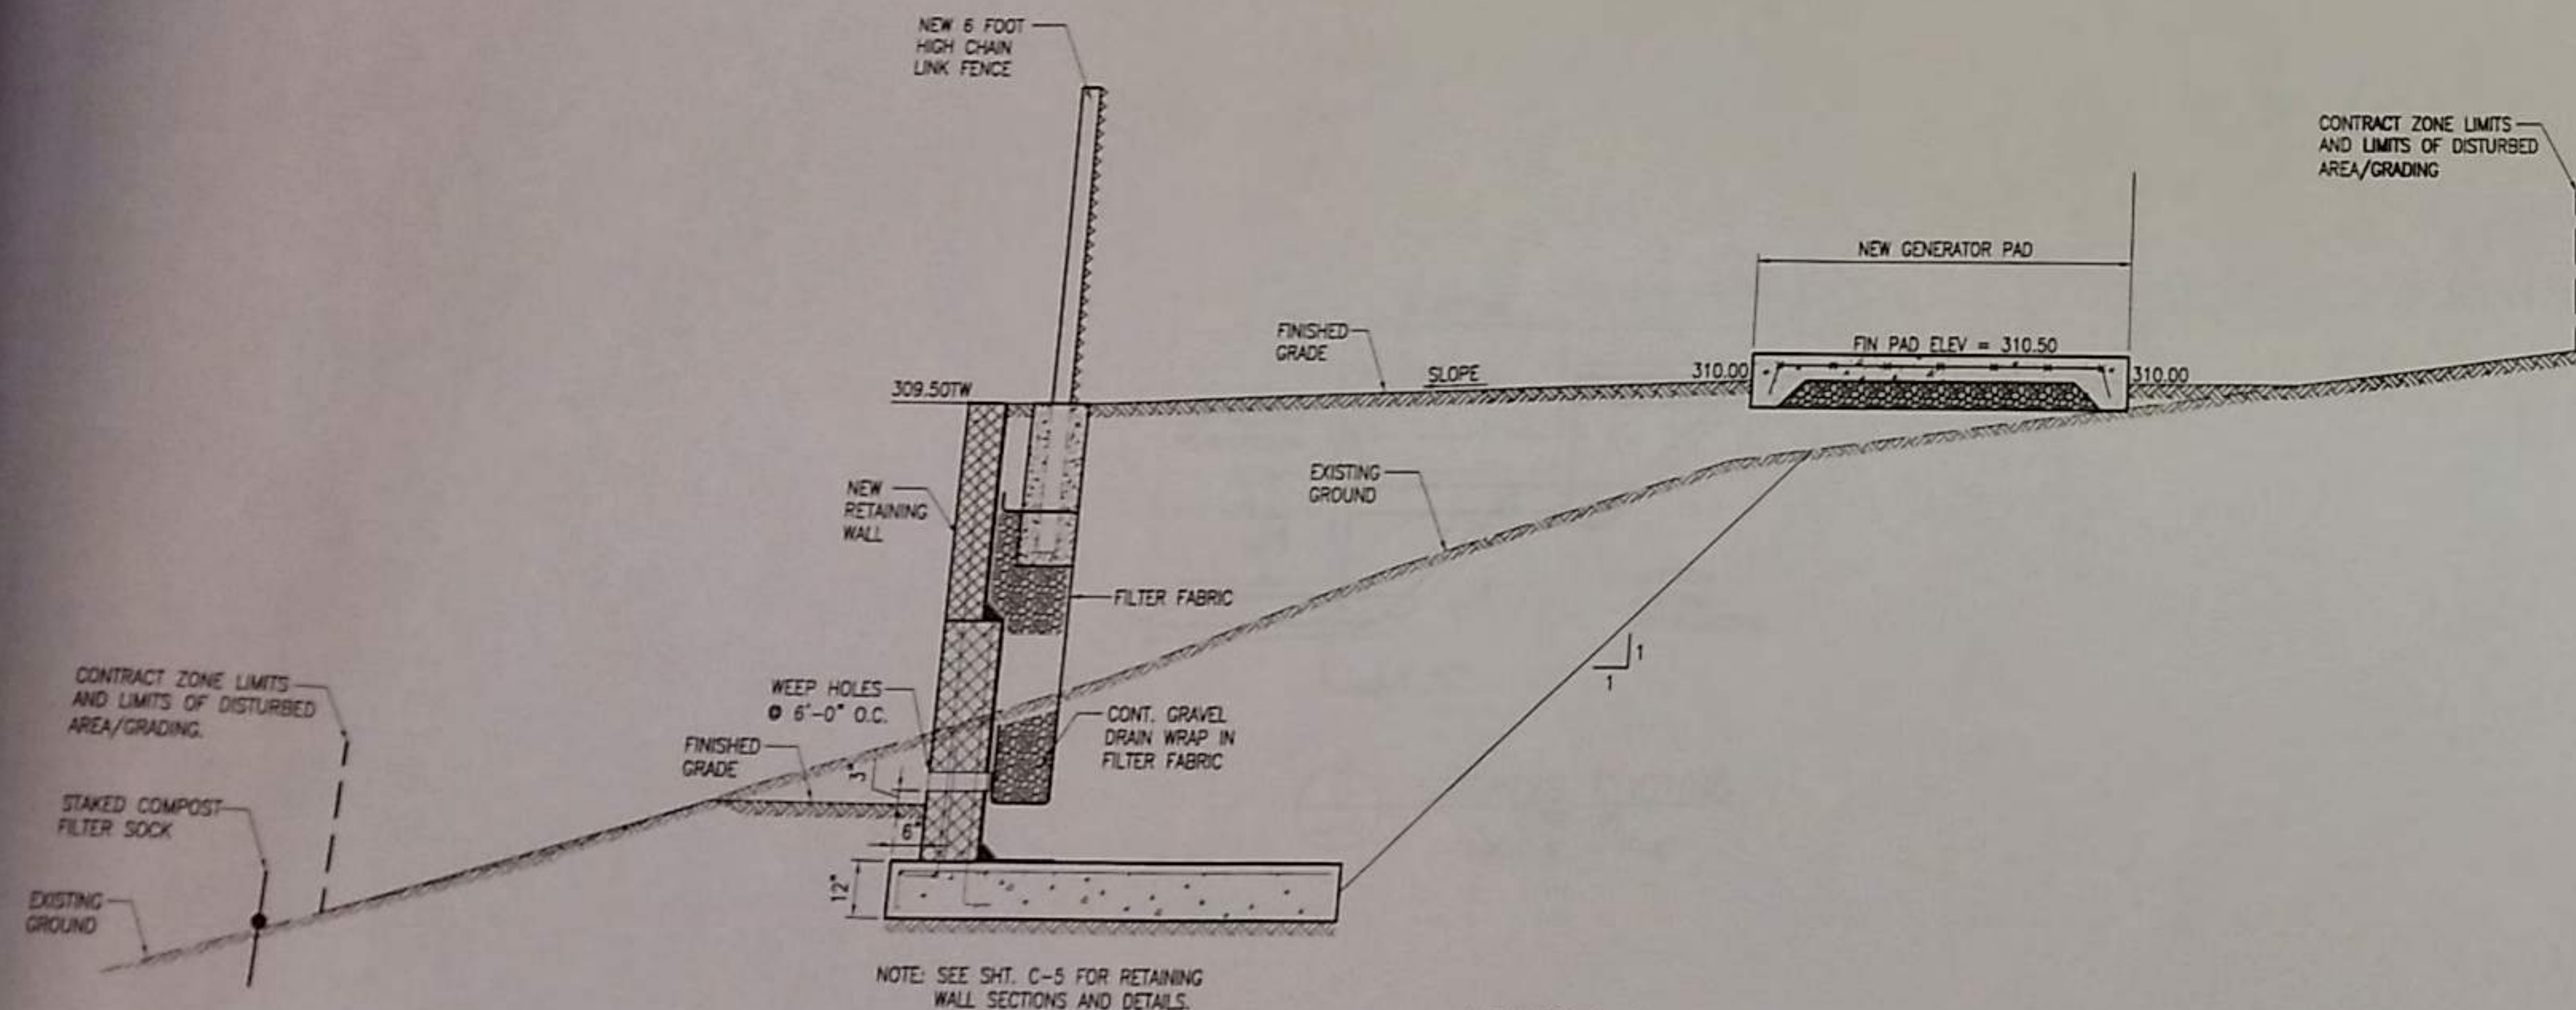 NEW 6 FOOT
HIGH CHAIN
LINK FENCE
CONTRACT ZONE LIMITS
AND LIMITS OF DISTURBED
AREA/GRADING
NEW GENERATOR PAD
FINISHED
GRADE
FIN PAD ELEV = 310.50
SLOPE
310.00
310.00
309.50TW
EXISTING
GROUND
NEW
RETAINING
WALL
FILTER FABRIC
1
1
CONTRACT ZONE LIMITS
AND LIMITS OF DISTURBED
AREA/GRADING.
WEEP HOLES
@ 6'-0" O.C.
CONT. GRAVEL
DRAIN WRAP IN
FILTER FABRIC
FINISHED
GRADE
3"
STAKED COMPOST
FILTER SOCK
6"
12"
EXISTING
GROUND
NOTE: SEE SHT. C-5 FOR RETAINING
WALL SECTIONS AND DETAILS.